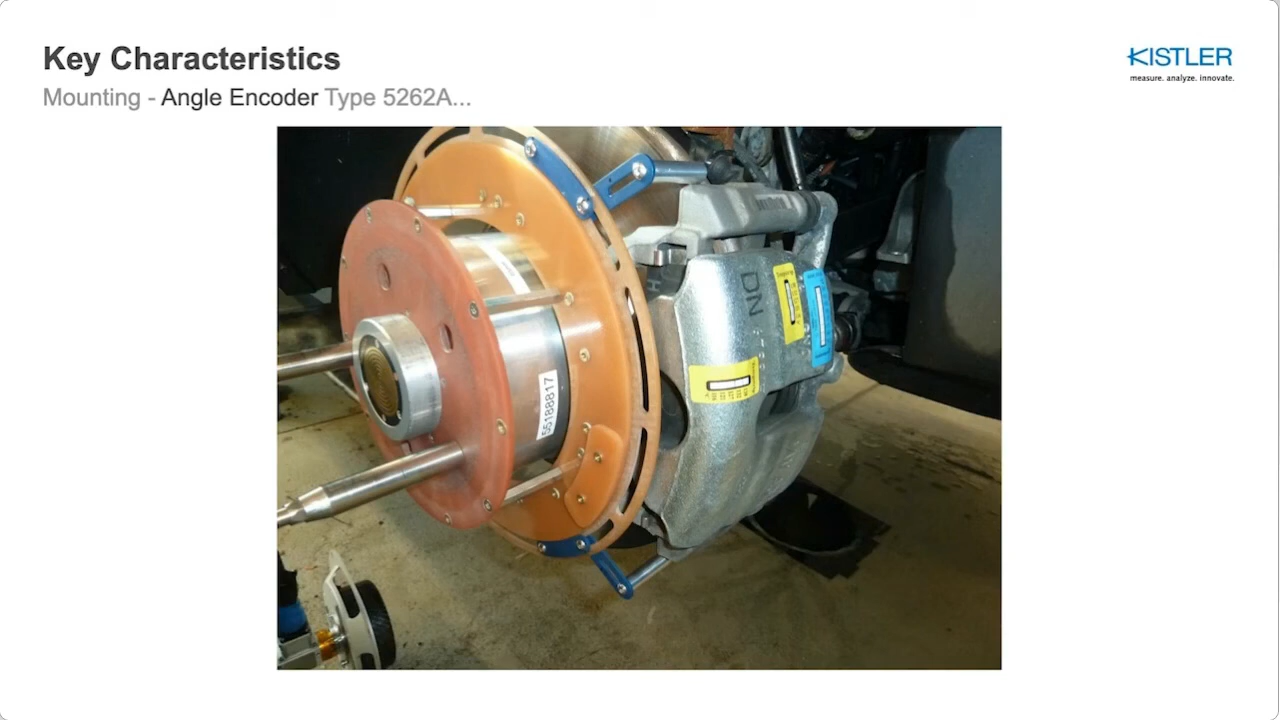 Key Characteristics
KISTLER
measure. analyze. innovate.
Mounting - Angle Encoder Type 5262A...
DN
55188817